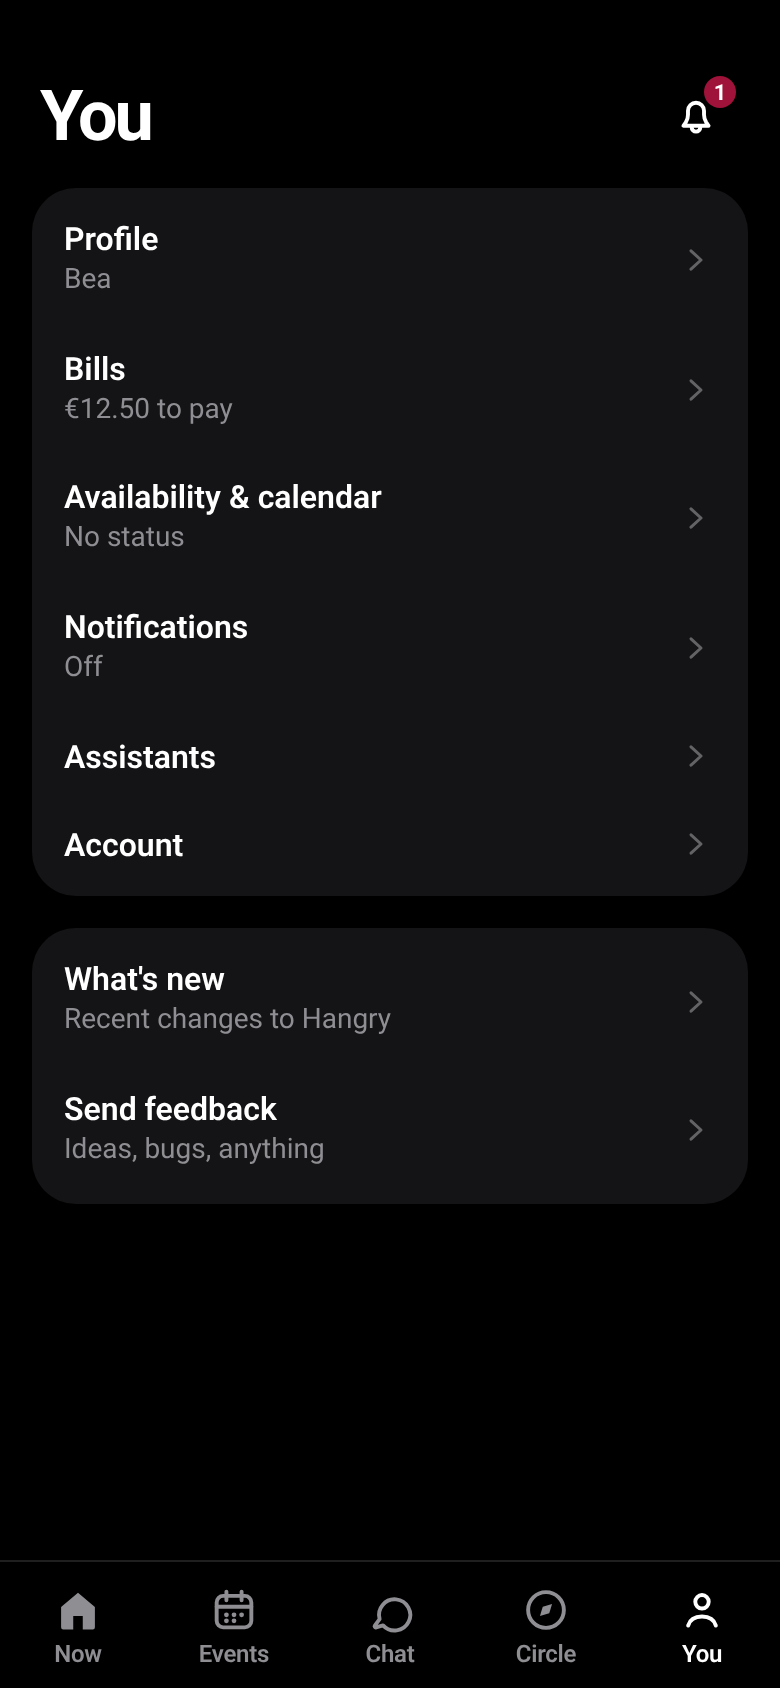 You
1
Profile
Bea
Bills
€12.50 to pay
Availability & calendar
No status
Notifications
Off
Assistants
Account
What's new
Recent changes to Hangry
Send feedback
Ideas, bugs, anything
Now
Events
Chat
Circle
You